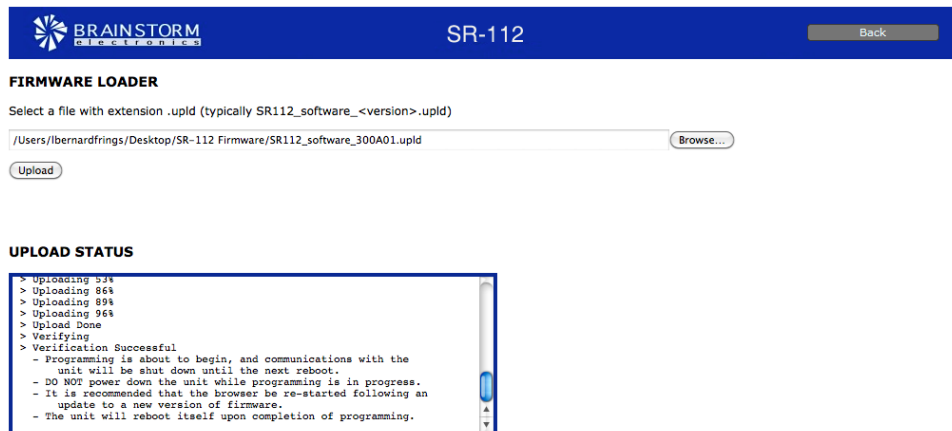 BRAINSTORM
electronics
SR-112
Back
FIRMWARE LOADER
Select a file with extension .upld (typically SR112_software_<version>.upld)
/Users/lbernardfrings/Desktop/SR-112 Firmware/SR112_software_300A01.upld
Browse...
Upload
UPLOAD STATUS
> Uploading 53%
> Uploading 86%
> Uploading 89%
> Uploading 96%
> Upload Done
> Verifying
> Verification Successful
- Programming is about to begin, and communications with the
unit will be shut down until the next reboot.
- DO NOT power down the unit while programming is in progress.
- It is recommended that the browser be re-started following an
update to a new version of firmware.
- The unit will reboot itself upon completion of programming.